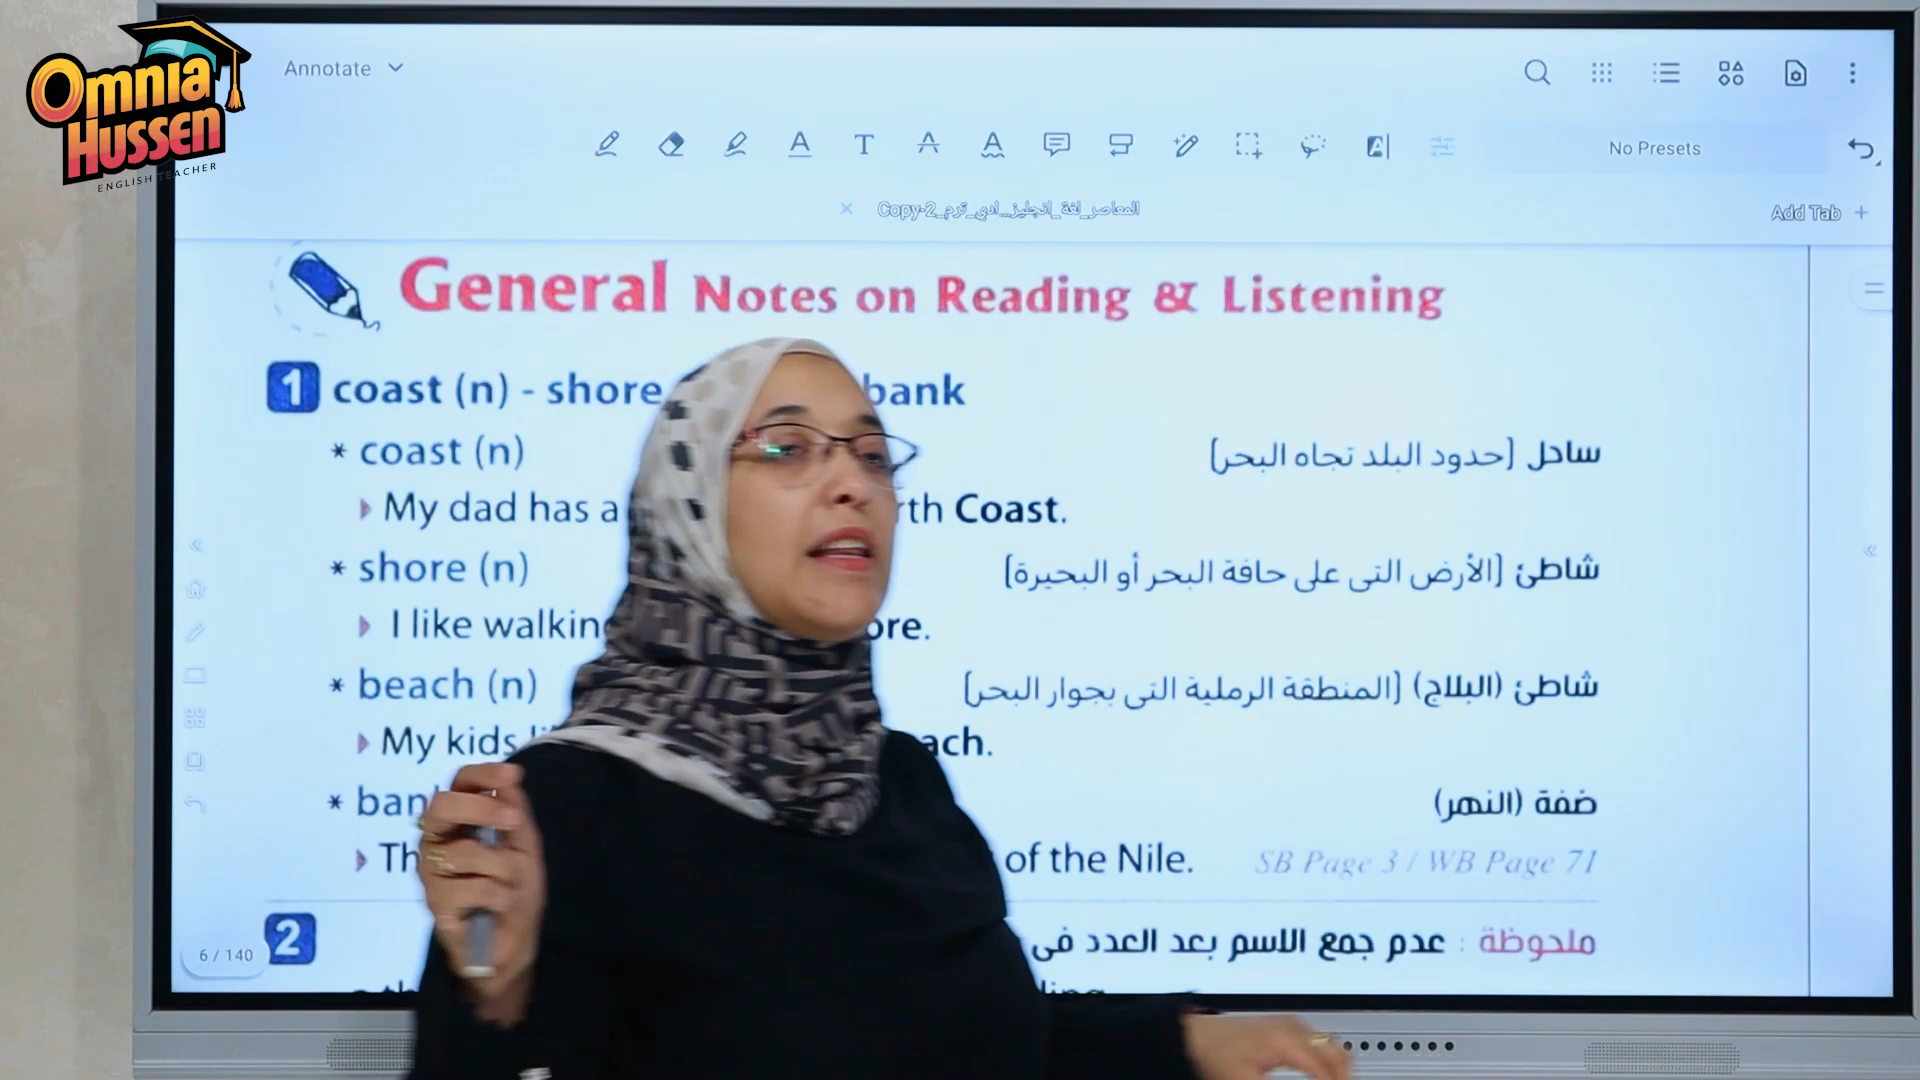 Omnia
Hussen
ENGLISH TEACHER
Annotate
No Presets
المعاصر_لغة_انجليز...ادي_ترم_2-Copy
Add Tab
General Notes on Reading & Listening
1 coast (n) - shore bank
* coast (n) ساحل [حدود البلد تجاه البحر]
My dad has a rth Coast.
* shore (n) شاطئ [الأرض التى على حافة البحر أو البحيرة]
I like walkin ore.
* beach (n) شاطئ (البلاج) [المنطقة الرملية التى بجوار البحر]
My kids ach.
* ban ضفة (النهر)
Th of the Nile. SB Page 3 / WB Page 71
2 ملحوظة : عدم جمع الاسم بعد العدد فى
6 / 140